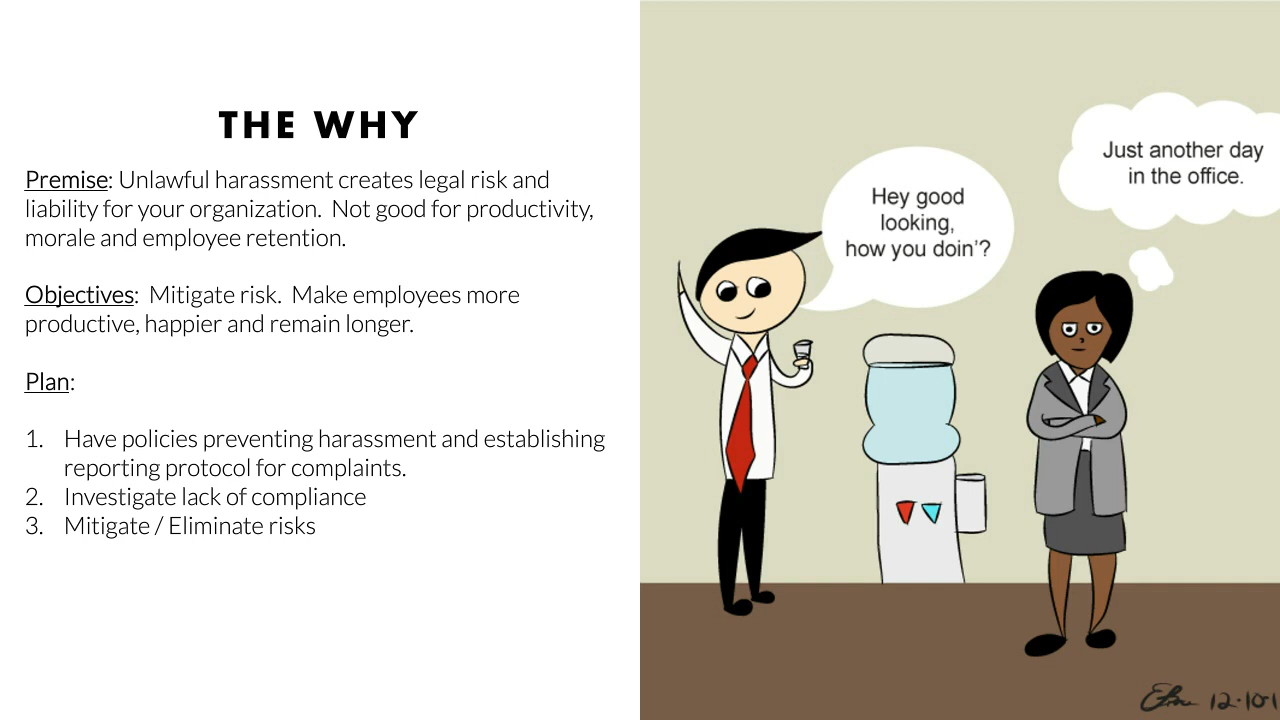 THE WHY
Premise: Unlawful harassment creates legal risk and
liability for your organization.  Not good for productivity,
morale and employee retention.
Objectives:  Mitigate risk.  Make employees more
productive, happier and remain longer.
Plan:
1. Have policies preventing harassment and establishing
reporting protocol for complaints.
2. Investigate lack of compliance
3. Mitigate / Eliminate risks
Hey good
looking,
how you doin'?
Just another day
in the office.
12·10·1